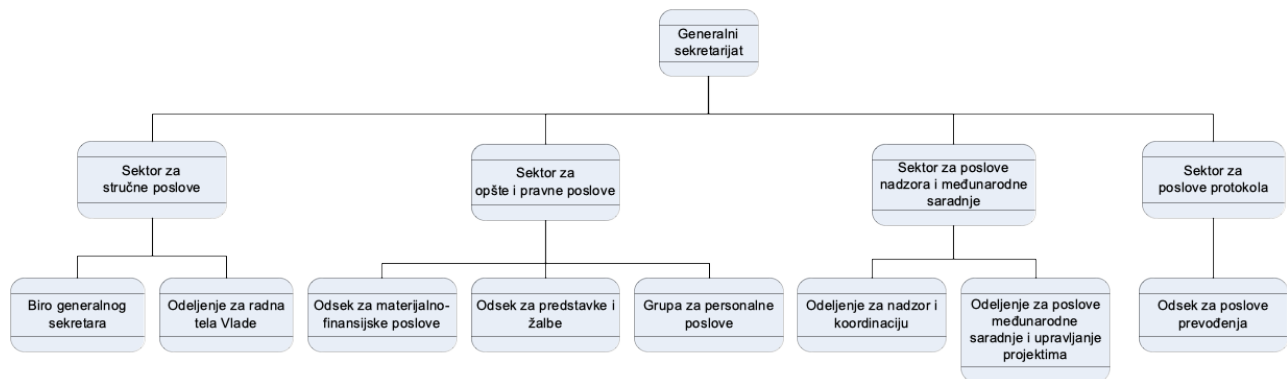 Generalni
sekretarijat
Sektor za
stručne poslove
Sektor za
opšte i pravne poslove
Sektor za poslove
nadzora i međunarodne
saradnje
Sektor za
poslove protokola
Biro generalnog
sekretara
Odeljenje za radna
tela Vlade
Odsek za materijalno-
finansijske poslove
Odsek za predstavke i
žalbe
Grupa za personalne
poslove
Odeljenje za nadzor i
koordinaciju
Odeljenje za poslove
međunarodne
saradnje i upravljanje
projektima
Odsek za poslove
prevođenja